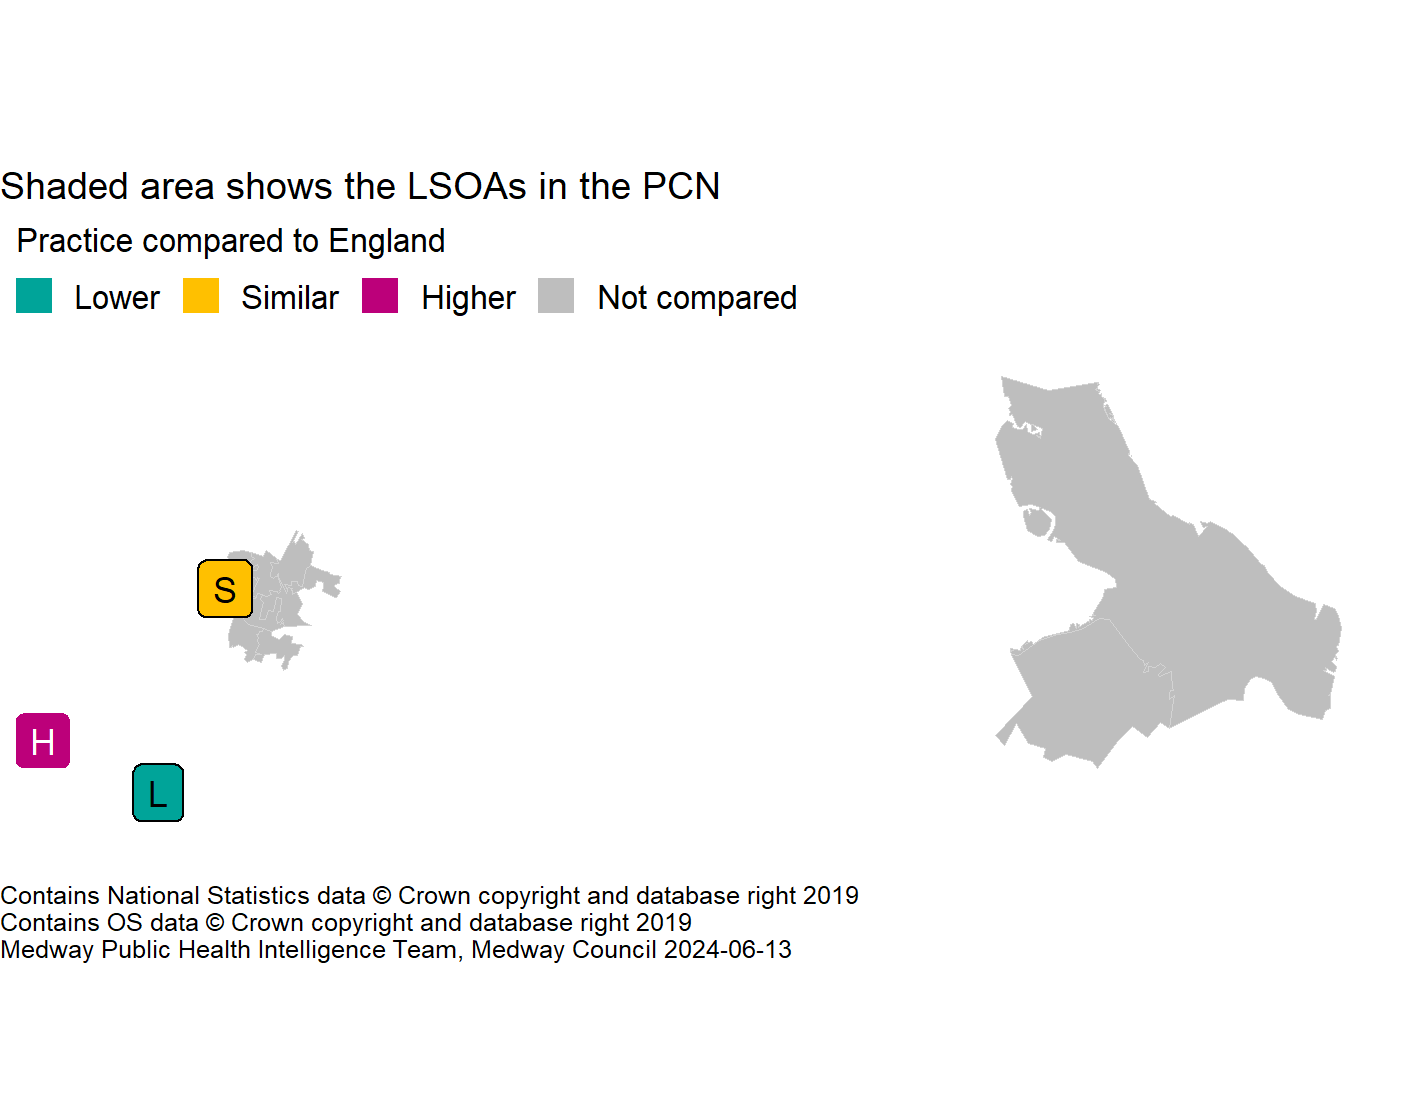 Shaded area shows the LSOAs in the PCN
Practice compared to England
Lower Similar Higher Not compared
S
H
L
Contains National Statistics data © Crown copyright and database right 2019
Contains OS data © Crown copyright and database right 2019
Medway Public Health Intelligence Team, Medway Council 2024-06-13